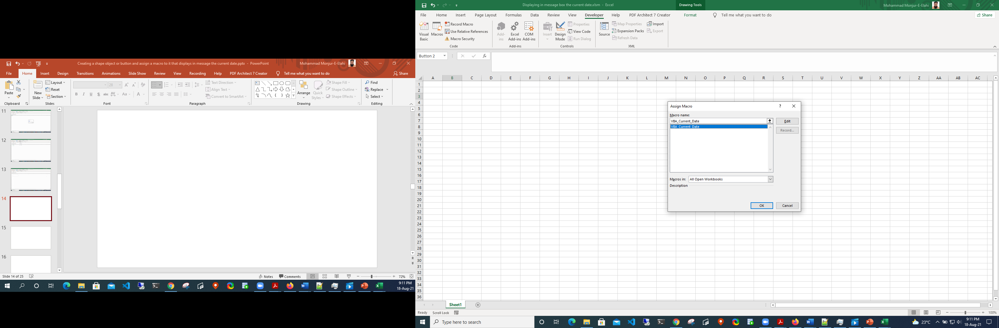 Creating a shape object or button and assign a macro to it that displays in message the current date.pptx - PowerPoint
Mohammad Monjur-E-Elahi
File Home Insert Design Transitions Animations Slide Show Review View Recording Help PDF Architect 7 Creator Tell me what you want to do Share
Paste
Clipboard
New Slide
Layout
Reset
Section
Slides
28
B I U S abc AV Aa A
Font
Text Direction
Align Text
Convert to SmartArt
Paragraph
Arrange
Quick Styles
Shape Fill
Shape Outline
Shape Effects
Drawing
Find
Replace
Select
Editing
11
12
13
14
15
16
Slide 14 of 25
Notes Comments 72%
9:11 PM
18-Aug-21
Displaying in message box the current date.xlsm - Excel
Drawing Tools
Mohammad Monjur-E-Elahi
File Home Insert Page Layout Formulas Data Review View Developer Help PDF Architect 7 Creator Format Tell me what you want to do Share
Visual Basic
Macros
Record Macro
Use Relative References
Macro Security
Code
Add-ins
Excel Add-ins
COM Add-ins
Add-ins
Insert
Design Mode
Properties
View Code
Run Dialog
Controls
Source
Map Properties
Expansion Packs
Refresh Data
Import
Export
XML
Button 2
fx
A B C D E F G H I J K L M N O P Q R S T U V W X Y Z AA AB AC
1
2
3
4
5
6
7
8
9
10
11
12
13
14
15
16
17
18
19
20
21
22
23
24
25
26
27
28
29
30
31
32
33
34
35
36
Assign Macro ?
Macro name:
VBA_Current_Date
Edit
VBA_Current_Date
Record...
Macros in: All Open Workbooks
Description
OK Cancel
Sheet1
Ready Scroll Lock 100%
Type here to search
23°C
9:11 PM
18-Aug-21